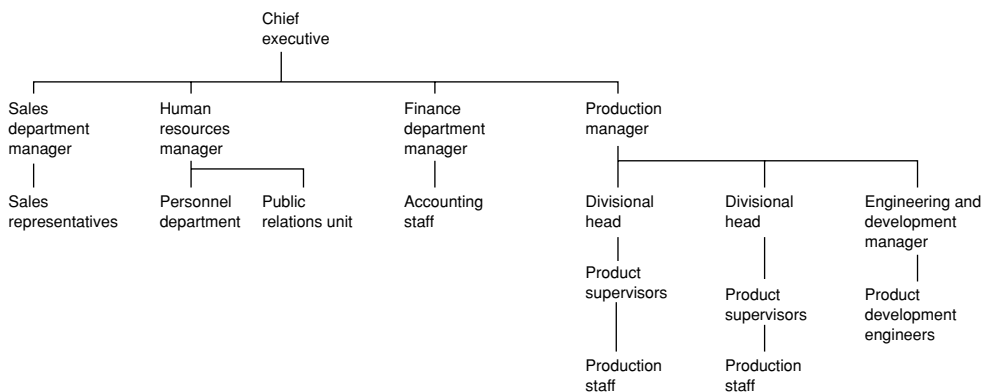 Chief
executive
Sales
department
manager
Human
resources
manager
Finance
department
manager
Production
manager
Sales
representatives
Personnel
department
Public
relations unit
Accounting
staff
Divisional
head
Divisional
head
Engineering and
development
manager
Product
supervisors
Product
supervisors
Product
development
engineers
Production
staff
Production
staff